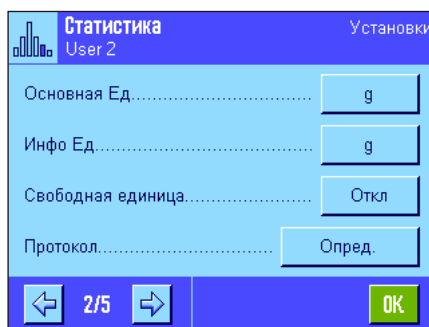 Статистика
Установки
User 2
Основная Ед................................. g
Инфо Ед....................................... g
Свободная единица....................... Откл
Протокол................................ Опред.
2/5
OK